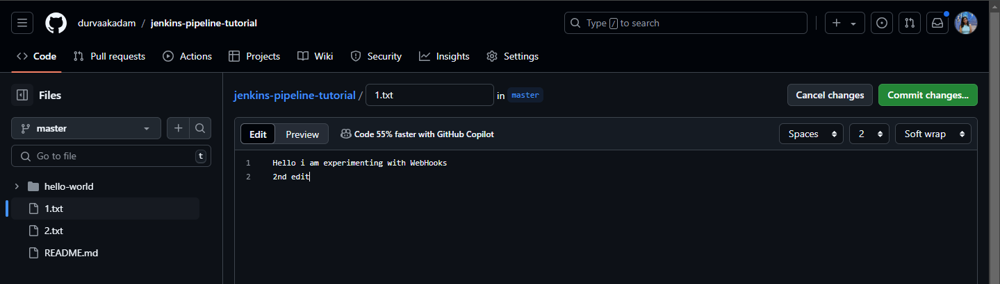 durvaakadam / jenkins-pipeline-tutorial
Type / to search
Code Pull requests Actions Projects Wiki Security Insights Settings
Files
master
Go to file t
hello-world
1.txt
2.txt
README.md
jenkins-pipeline-tutorial / 1.txt in master
Cancel changes Commit changes...
Edit Preview Code 55% faster with GitHub Copilot
Spaces 2 Soft wrap
1 Hello i am experimenting with WebHooks
2 2nd edit